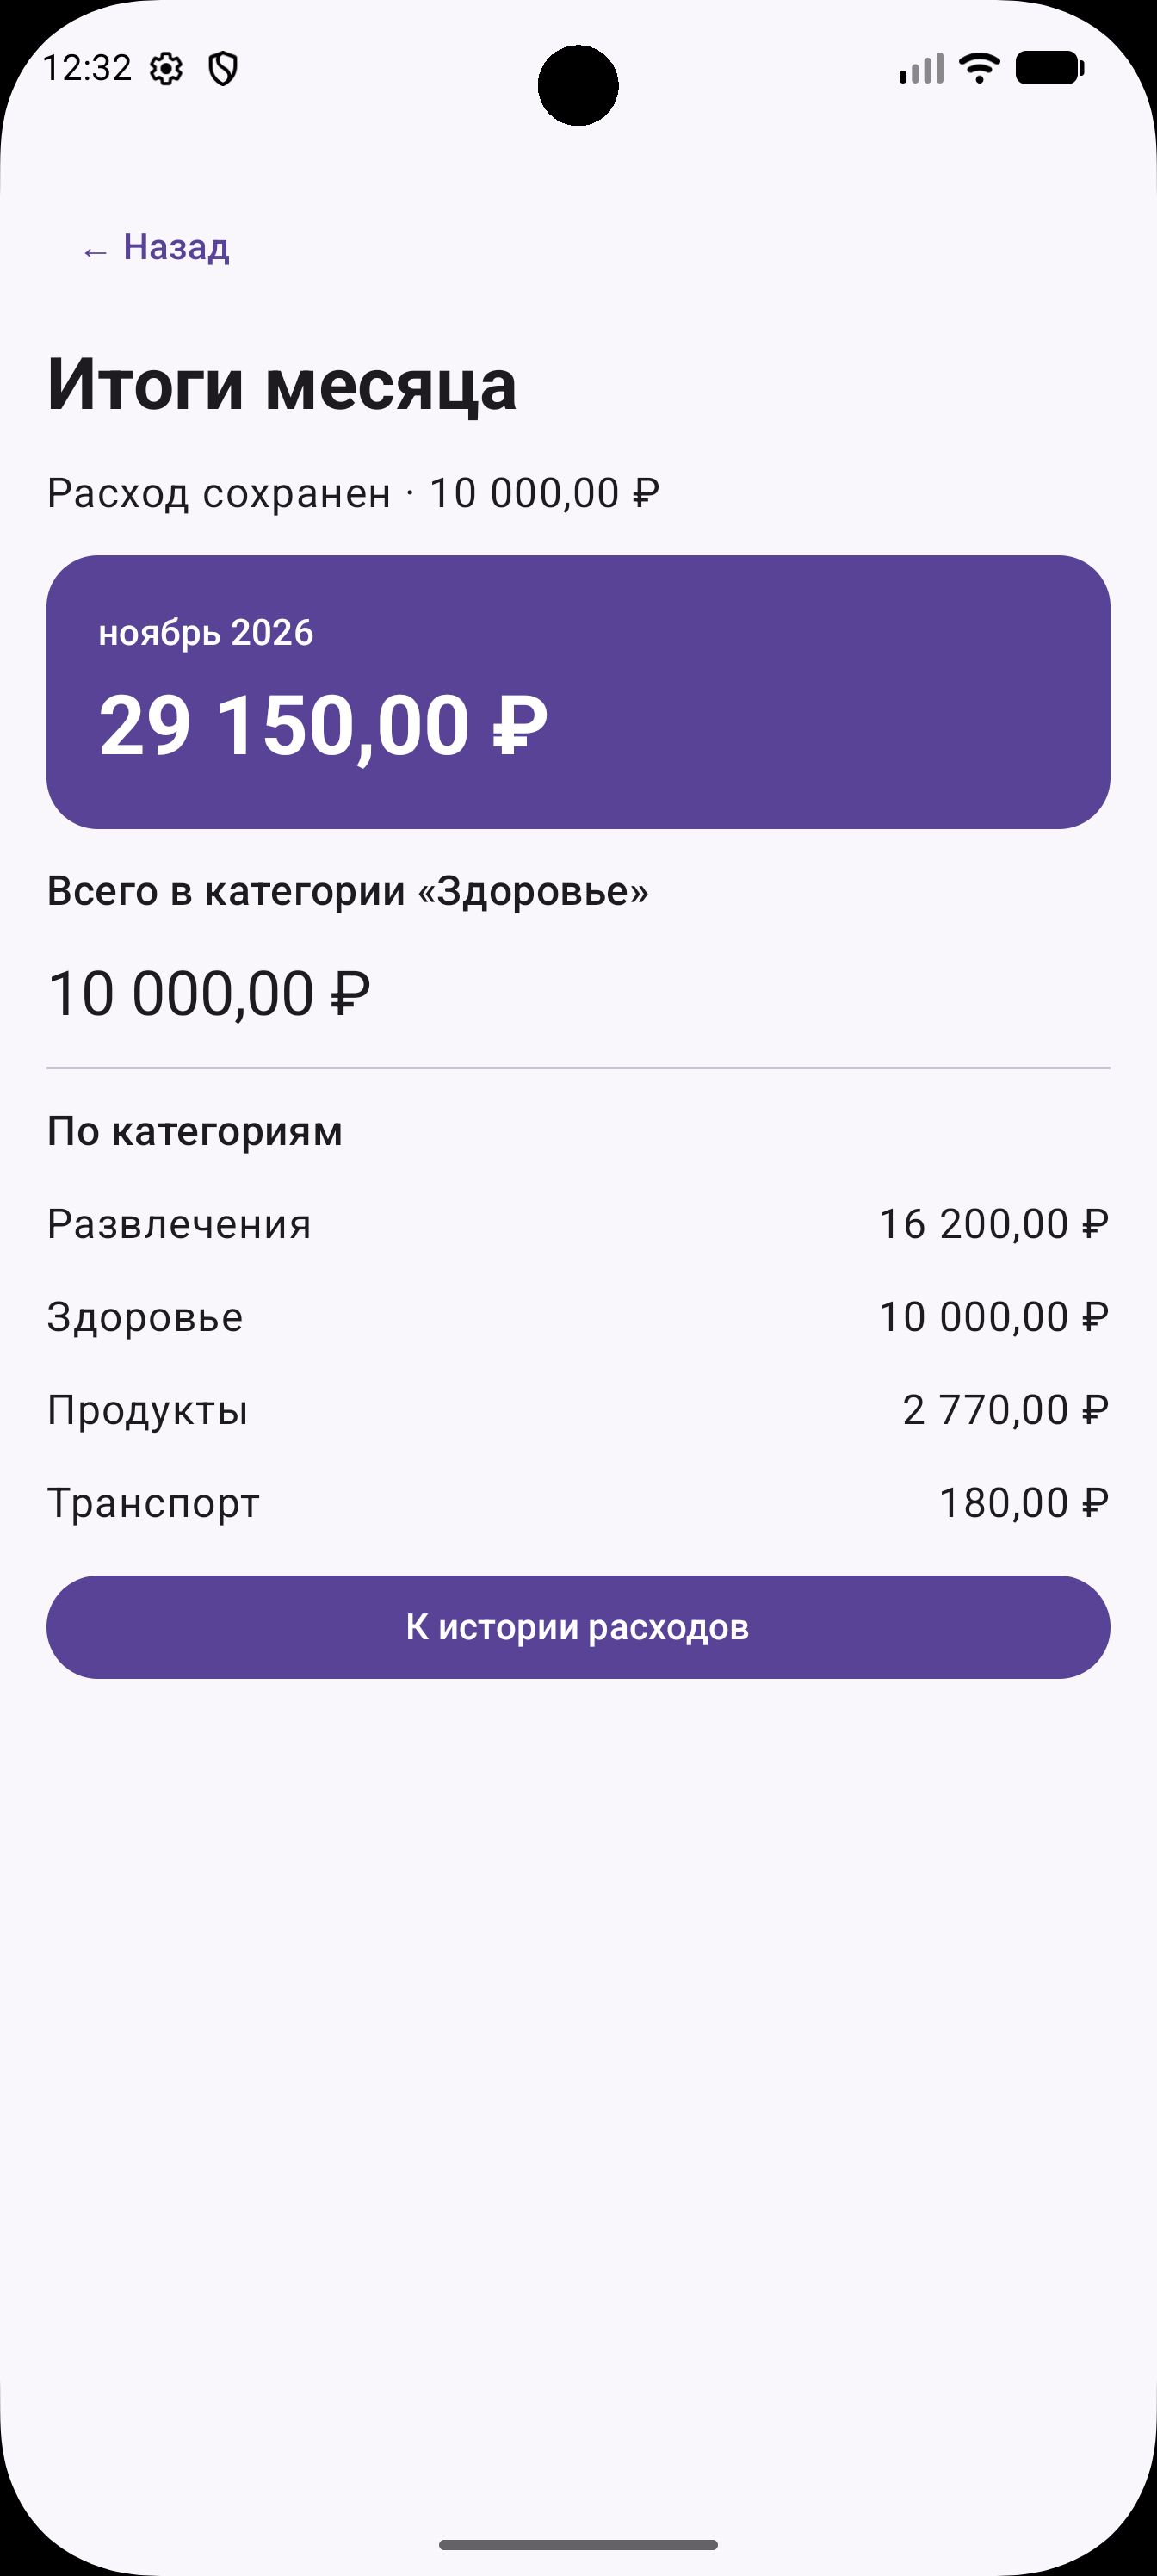 12:32
← Назад
Итоги месяца
Расход сохранен · 10 000,00 ₽
ноябрь 2026
29 150,00 ₽
Всего в категории «Здоровье»
10 000,00 ₽
По категориям
Развлечения 16 200,00 ₽
Здоровье 10 000,00 ₽
Продукты 2 770,00 ₽
Транспорт 180,00 ₽
К истории расходов